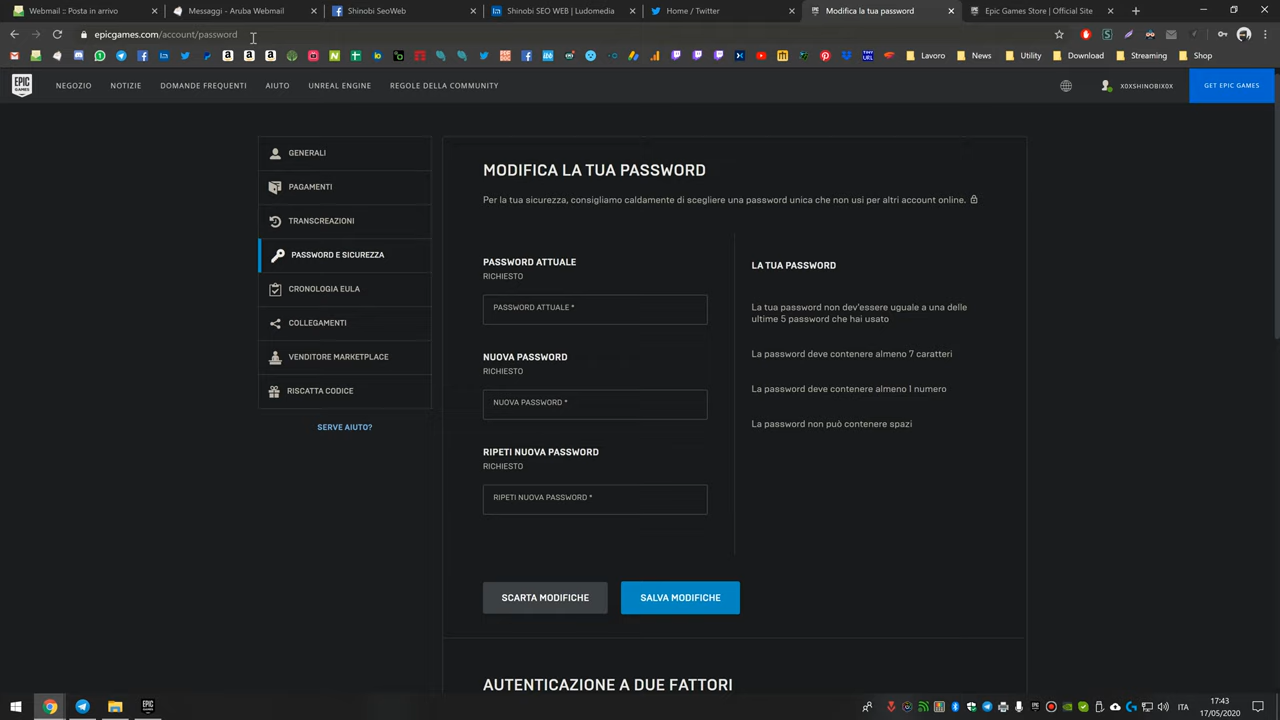 Webmail :: Posta in arrivo
Messaggi - Aruba Webmail
Shinobi SeoWeb
Shinobi SEO WEB | Ludomedia
Home / Twitter
Modifica la tua password
Epic Games Store | Official Site
epicgames.com/account/password
Lavoro
News
Utility
Download
Streaming
Shop
EPIC GAMES
NEGOZIO
NOTIZIE
DOMANDE FREQUENTI
AIUTO
UNREAL ENGINE
REGOLE DELLA COMMUNITY
X0XSHINOBIX0X
GET EPIC GAMES
GENERALI
PAGAMENTI
TRANSCREAZIONI
PASSWORD E SICUREZZA
CRONOLOGIA EULA
COLLEGAMENTI
VENDITORE MARKETPLACE
RISCATTA CODICE
SERVE AIUTO?
MODIFICA LA TUA PASSWORD
Per la tua sicurezza, consigliamo caldamente di scegliere una password unica che non usi per altri account online.
PASSWORD ATTUALE
RICHIESTO
PASSWORD ATTUALE *
NUOVA PASSWORD
RICHIESTO
NUOVA PASSWORD *
RIPETI NUOVA PASSWORD
RICHIESTO
RIPETI NUOVA PASSWORD *
LA TUA PASSWORD
La tua password non dev'essere uguale a una delle
ultime 5 password che hai usato
La password deve contenere almeno 7 caratteri
La password deve contenere almeno 1 numero
La password non può contenere spazi
SCARTA MODIFICHE
SALVA MODIFICHE
AUTENTICAZIONE A DUE FATTORI
ITA
17:43
17/05/2020